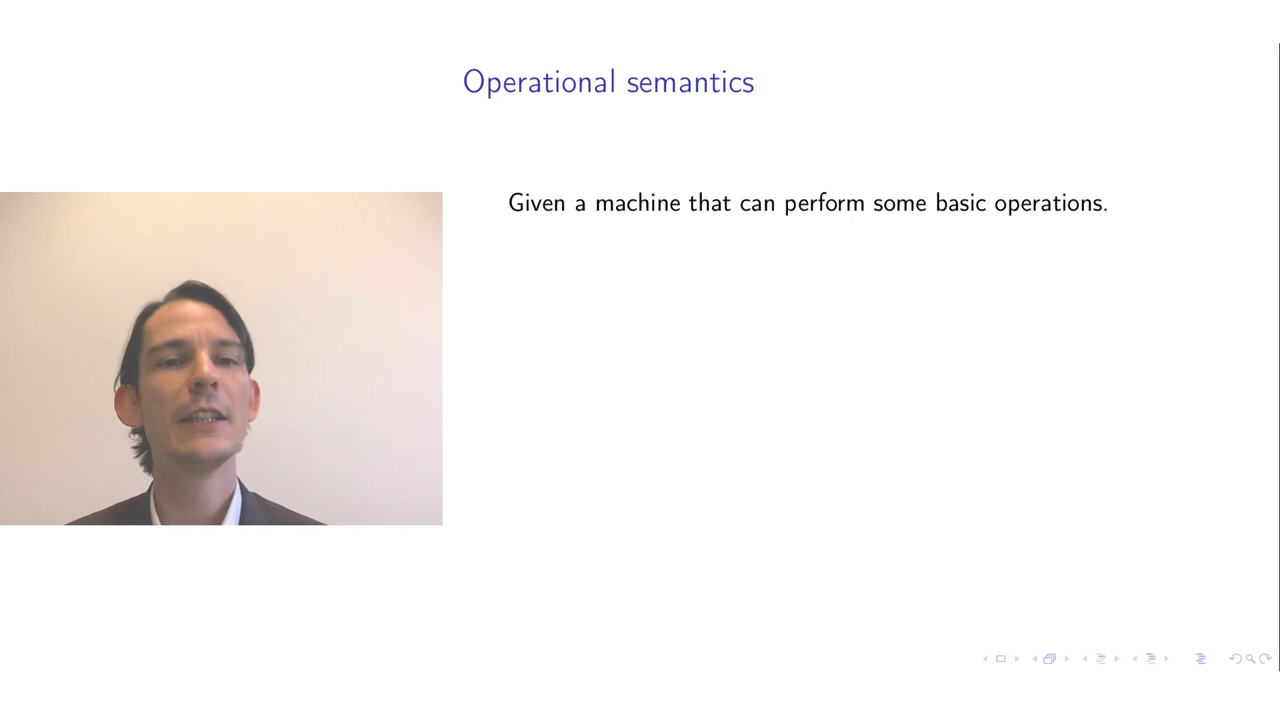 Operational semantics
Given a machine that can perform some basic operations.